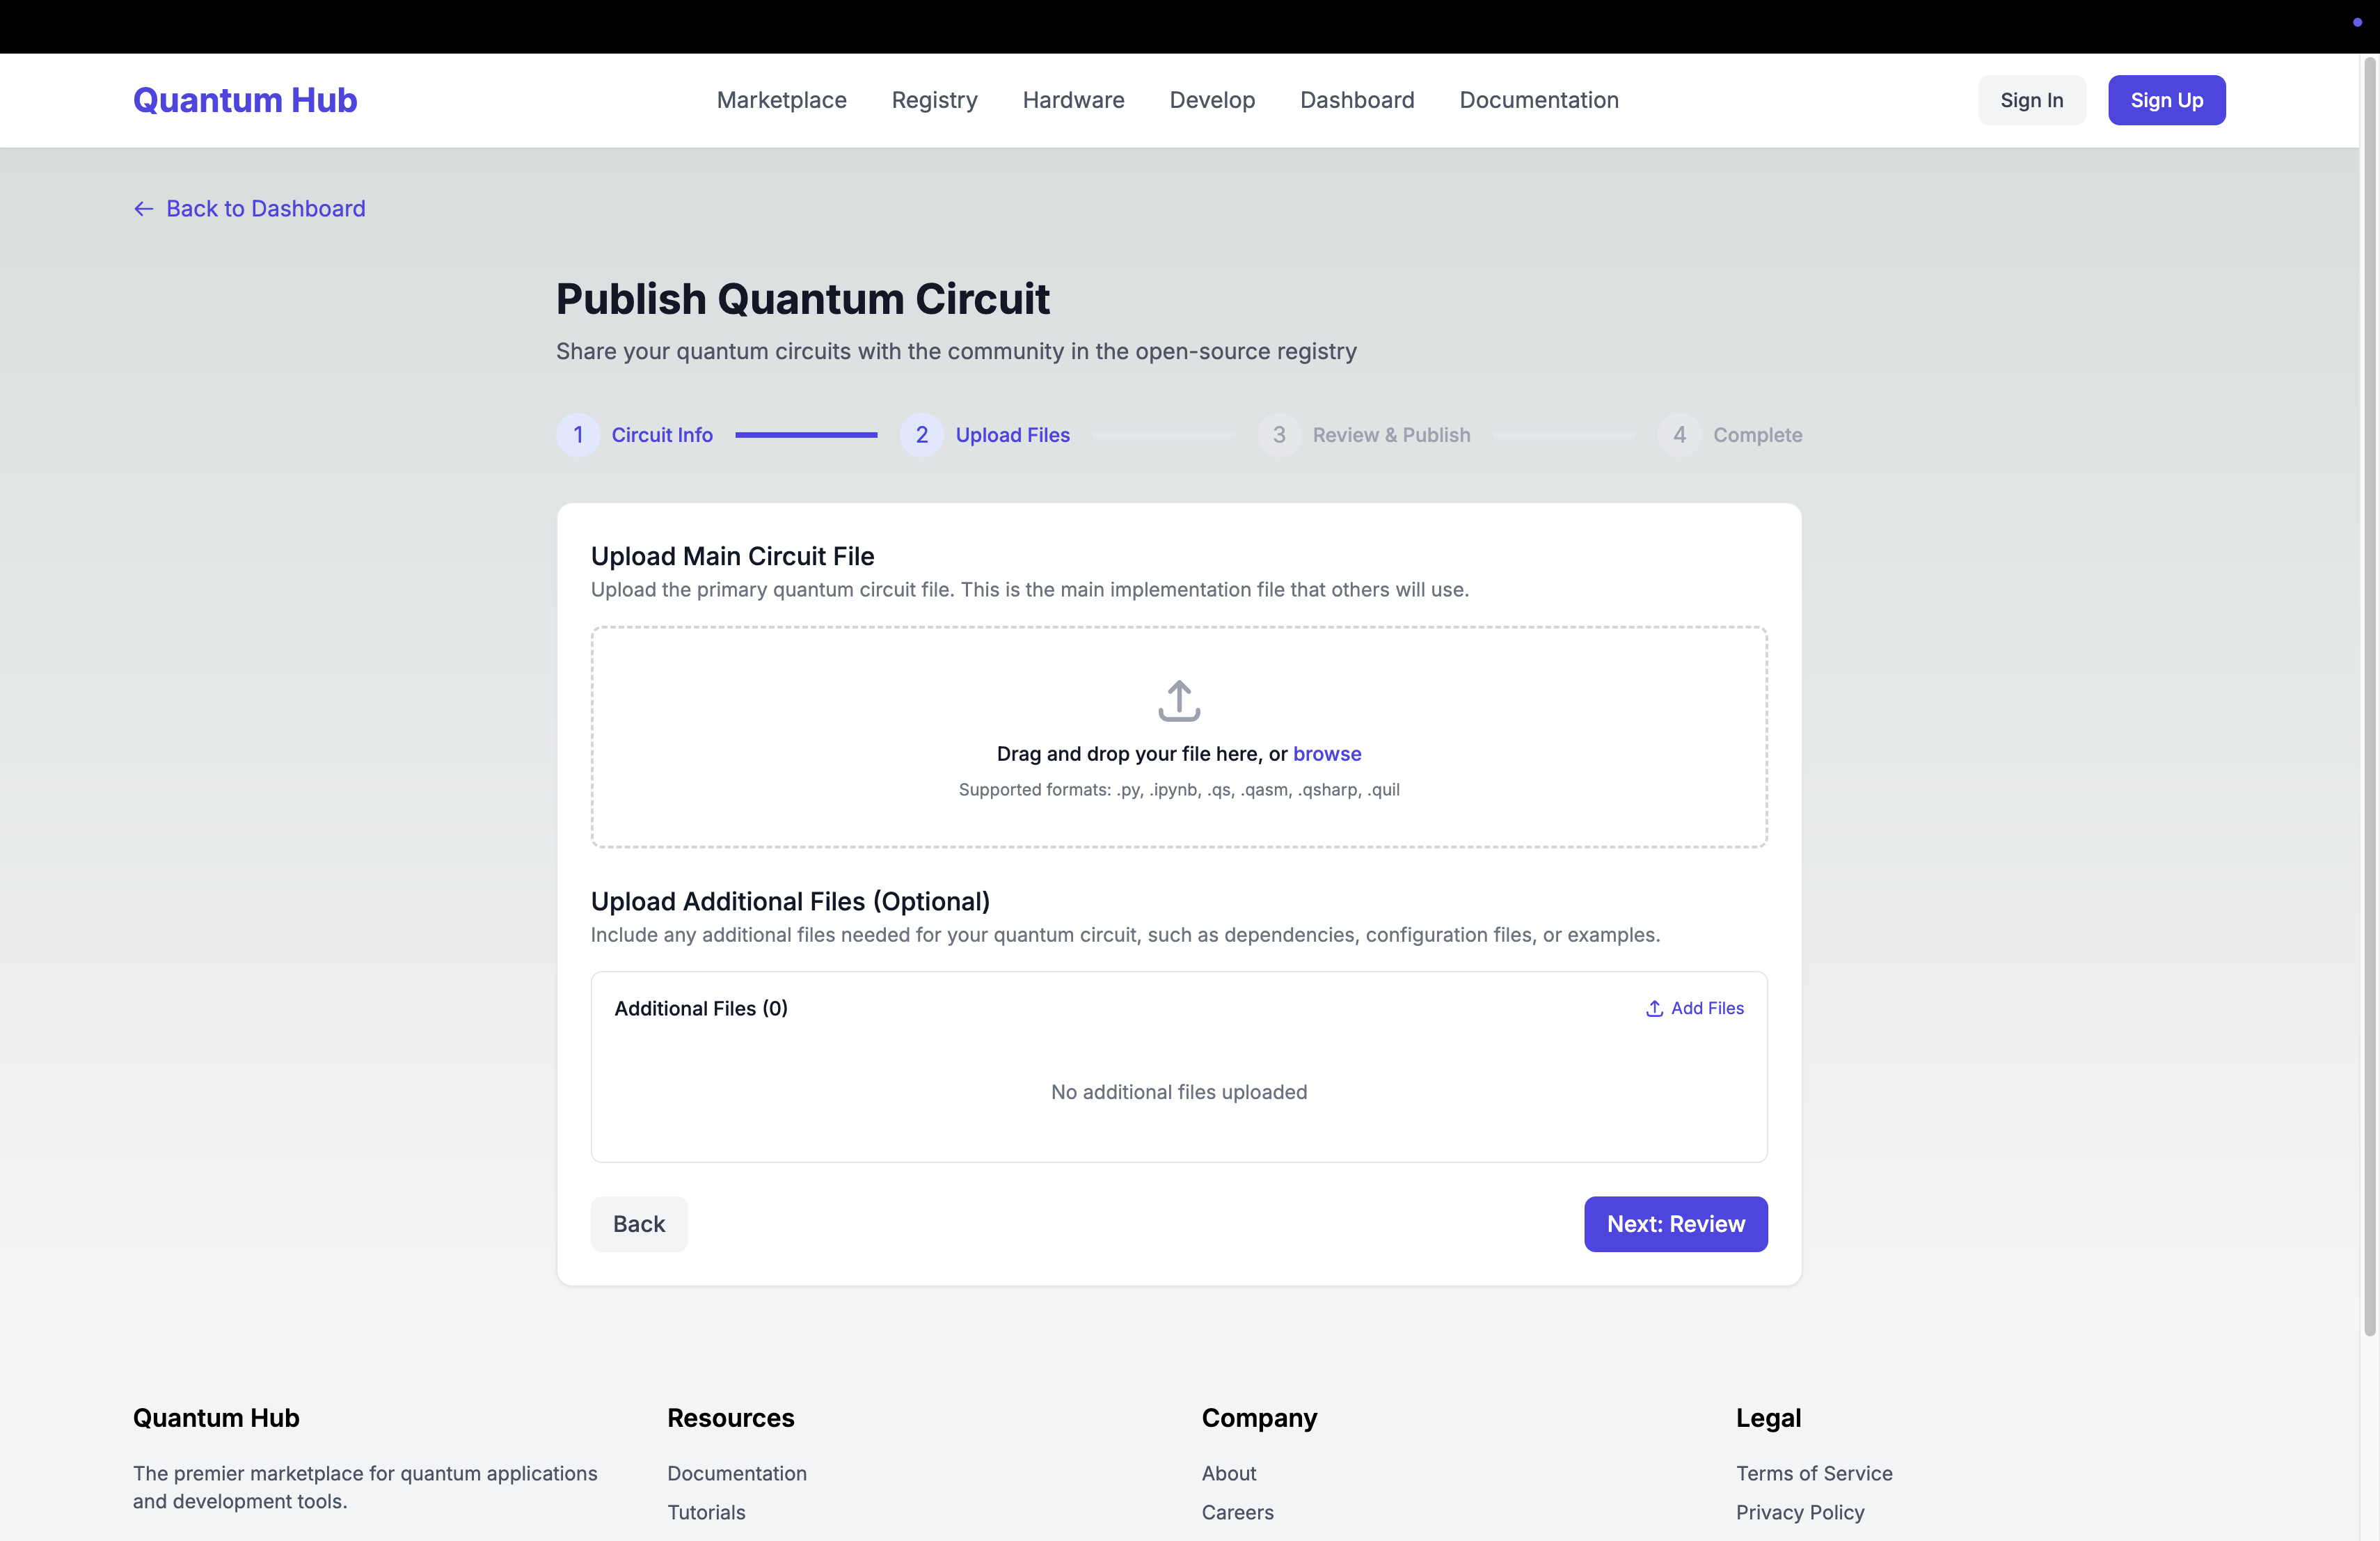 Quantum Hub
Marketplace
Registry
Hardware
Develop
Dashboard
Documentation
Sign In
Sign Up
Back to Dashboard
Publish Quantum Circuit
Share your quantum circuits with the community in the open-source registry
1 Circuit Info
2 Upload Files
3 Review & Publish
4 Complete
Upload Main Circuit File
Upload the primary quantum circuit file. This is the main implementation file that others will use.
Drag and drop your file here, or browse
Supported formats: .py, .ipynb, .qs, .qasm, .qsharp, .quil
Upload Additional Files (Optional)
Include any additional files needed for your quantum circuit, such as dependencies, configuration files, or examples.
Additional Files (0)
Add Files
No additional files uploaded
Back
Next: Review
Quantum Hub
The premier marketplace for quantum applications
and development tools.
Resources
Documentation
Tutorials
Company
About
Careers
Legal
Terms of Service
Privacy Policy